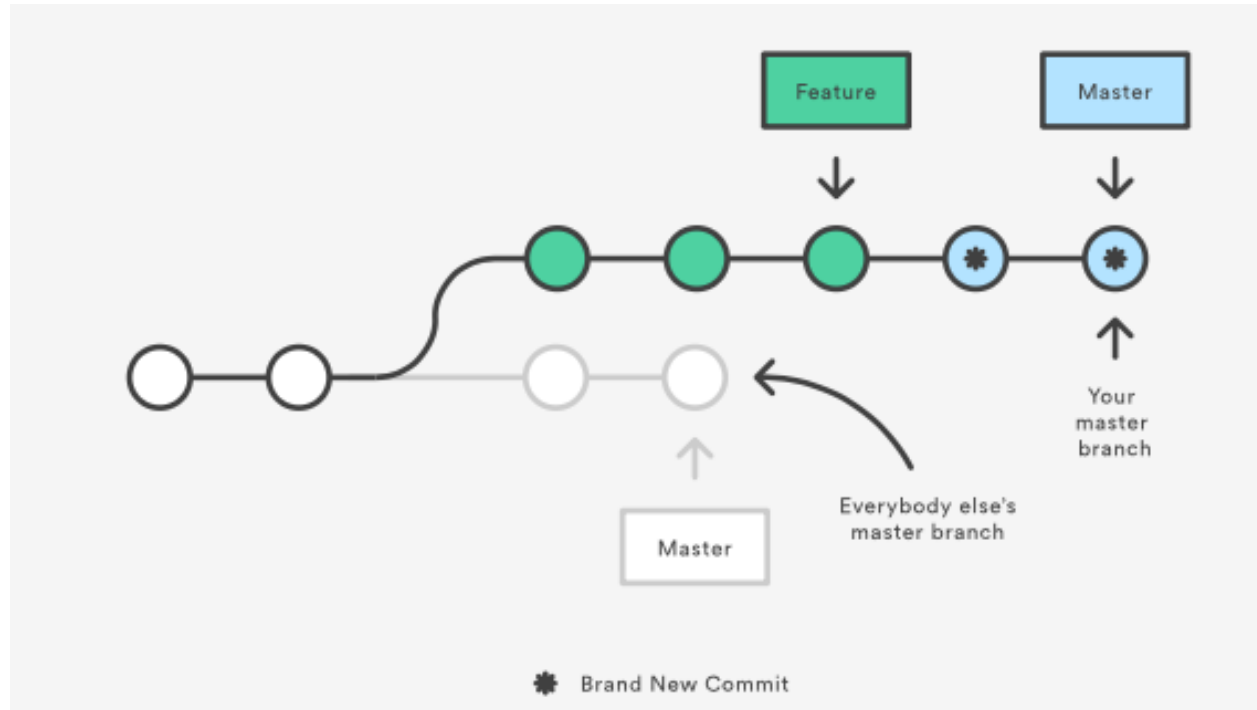 Feature
Master
Your
master
branch
Everybody else's
master branch
Master
Brand New Commit